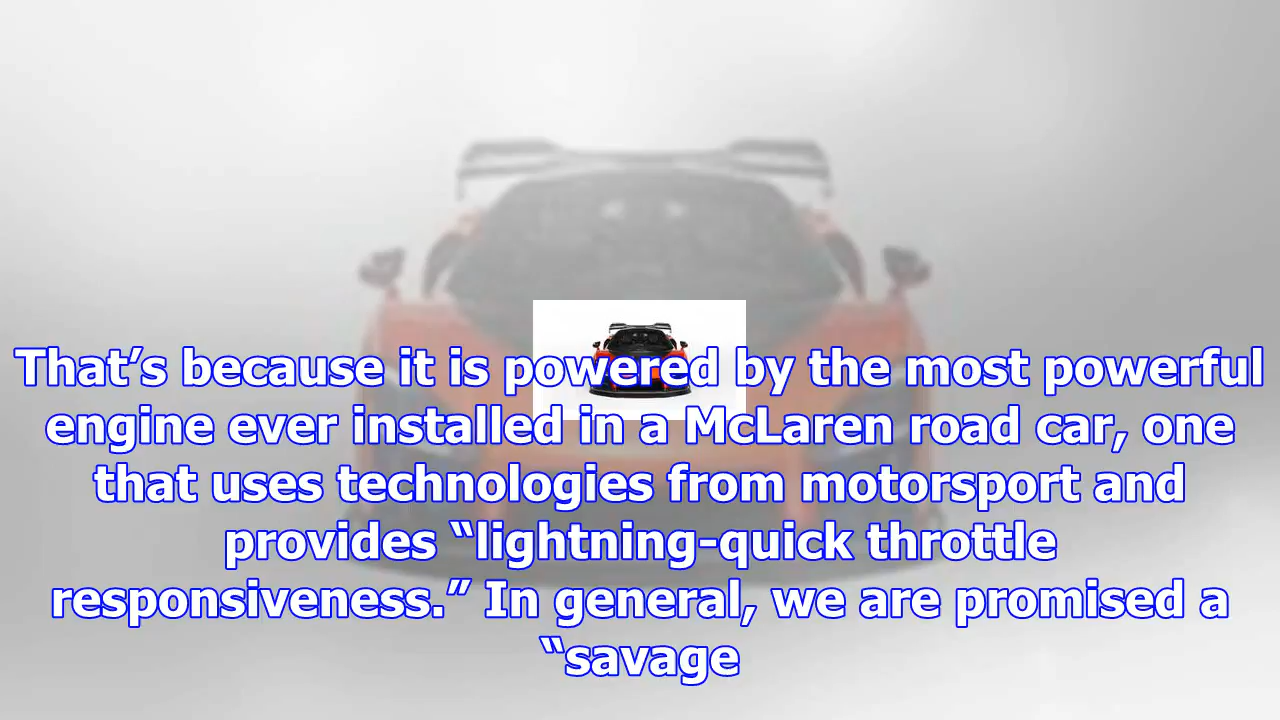 That’s because it is powered by the most powerful
engine ever installed in a McLaren road car, one
that uses technologies from motorsport and
provides “lightning-quick throttle
responsiveness.” In general, we are promised a
“savage